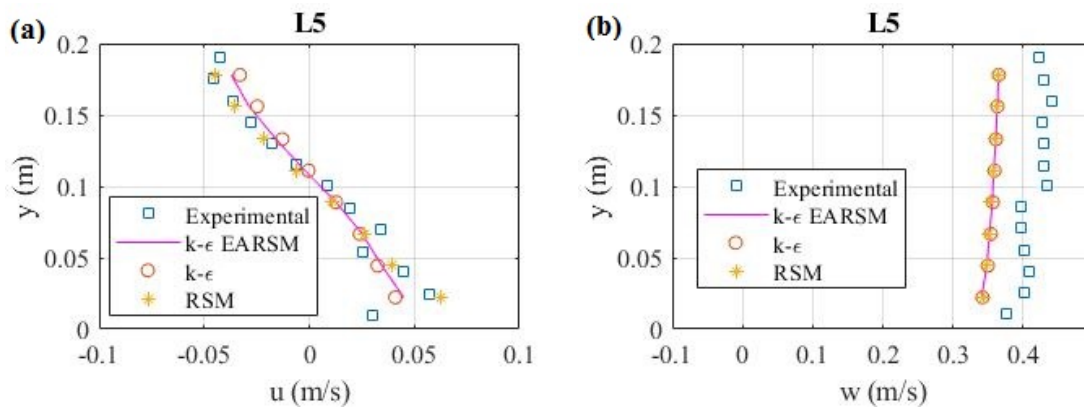 (a)
L5
0.2
0.15
0.1
0.05
0
y (m)
Experimental
k-ϵ EARSM
k-ϵ
RSM
-0.1
-0.05
0
0.05
0.1
u (m/s)
(b)
L5
0.2
0.15
0.1
0.05
0
y (m)
Experimental
k-ϵ EARSM
k-ϵ
RSM
-0.1
0
0.1
0.2
0.3
0.4
w (m/s)